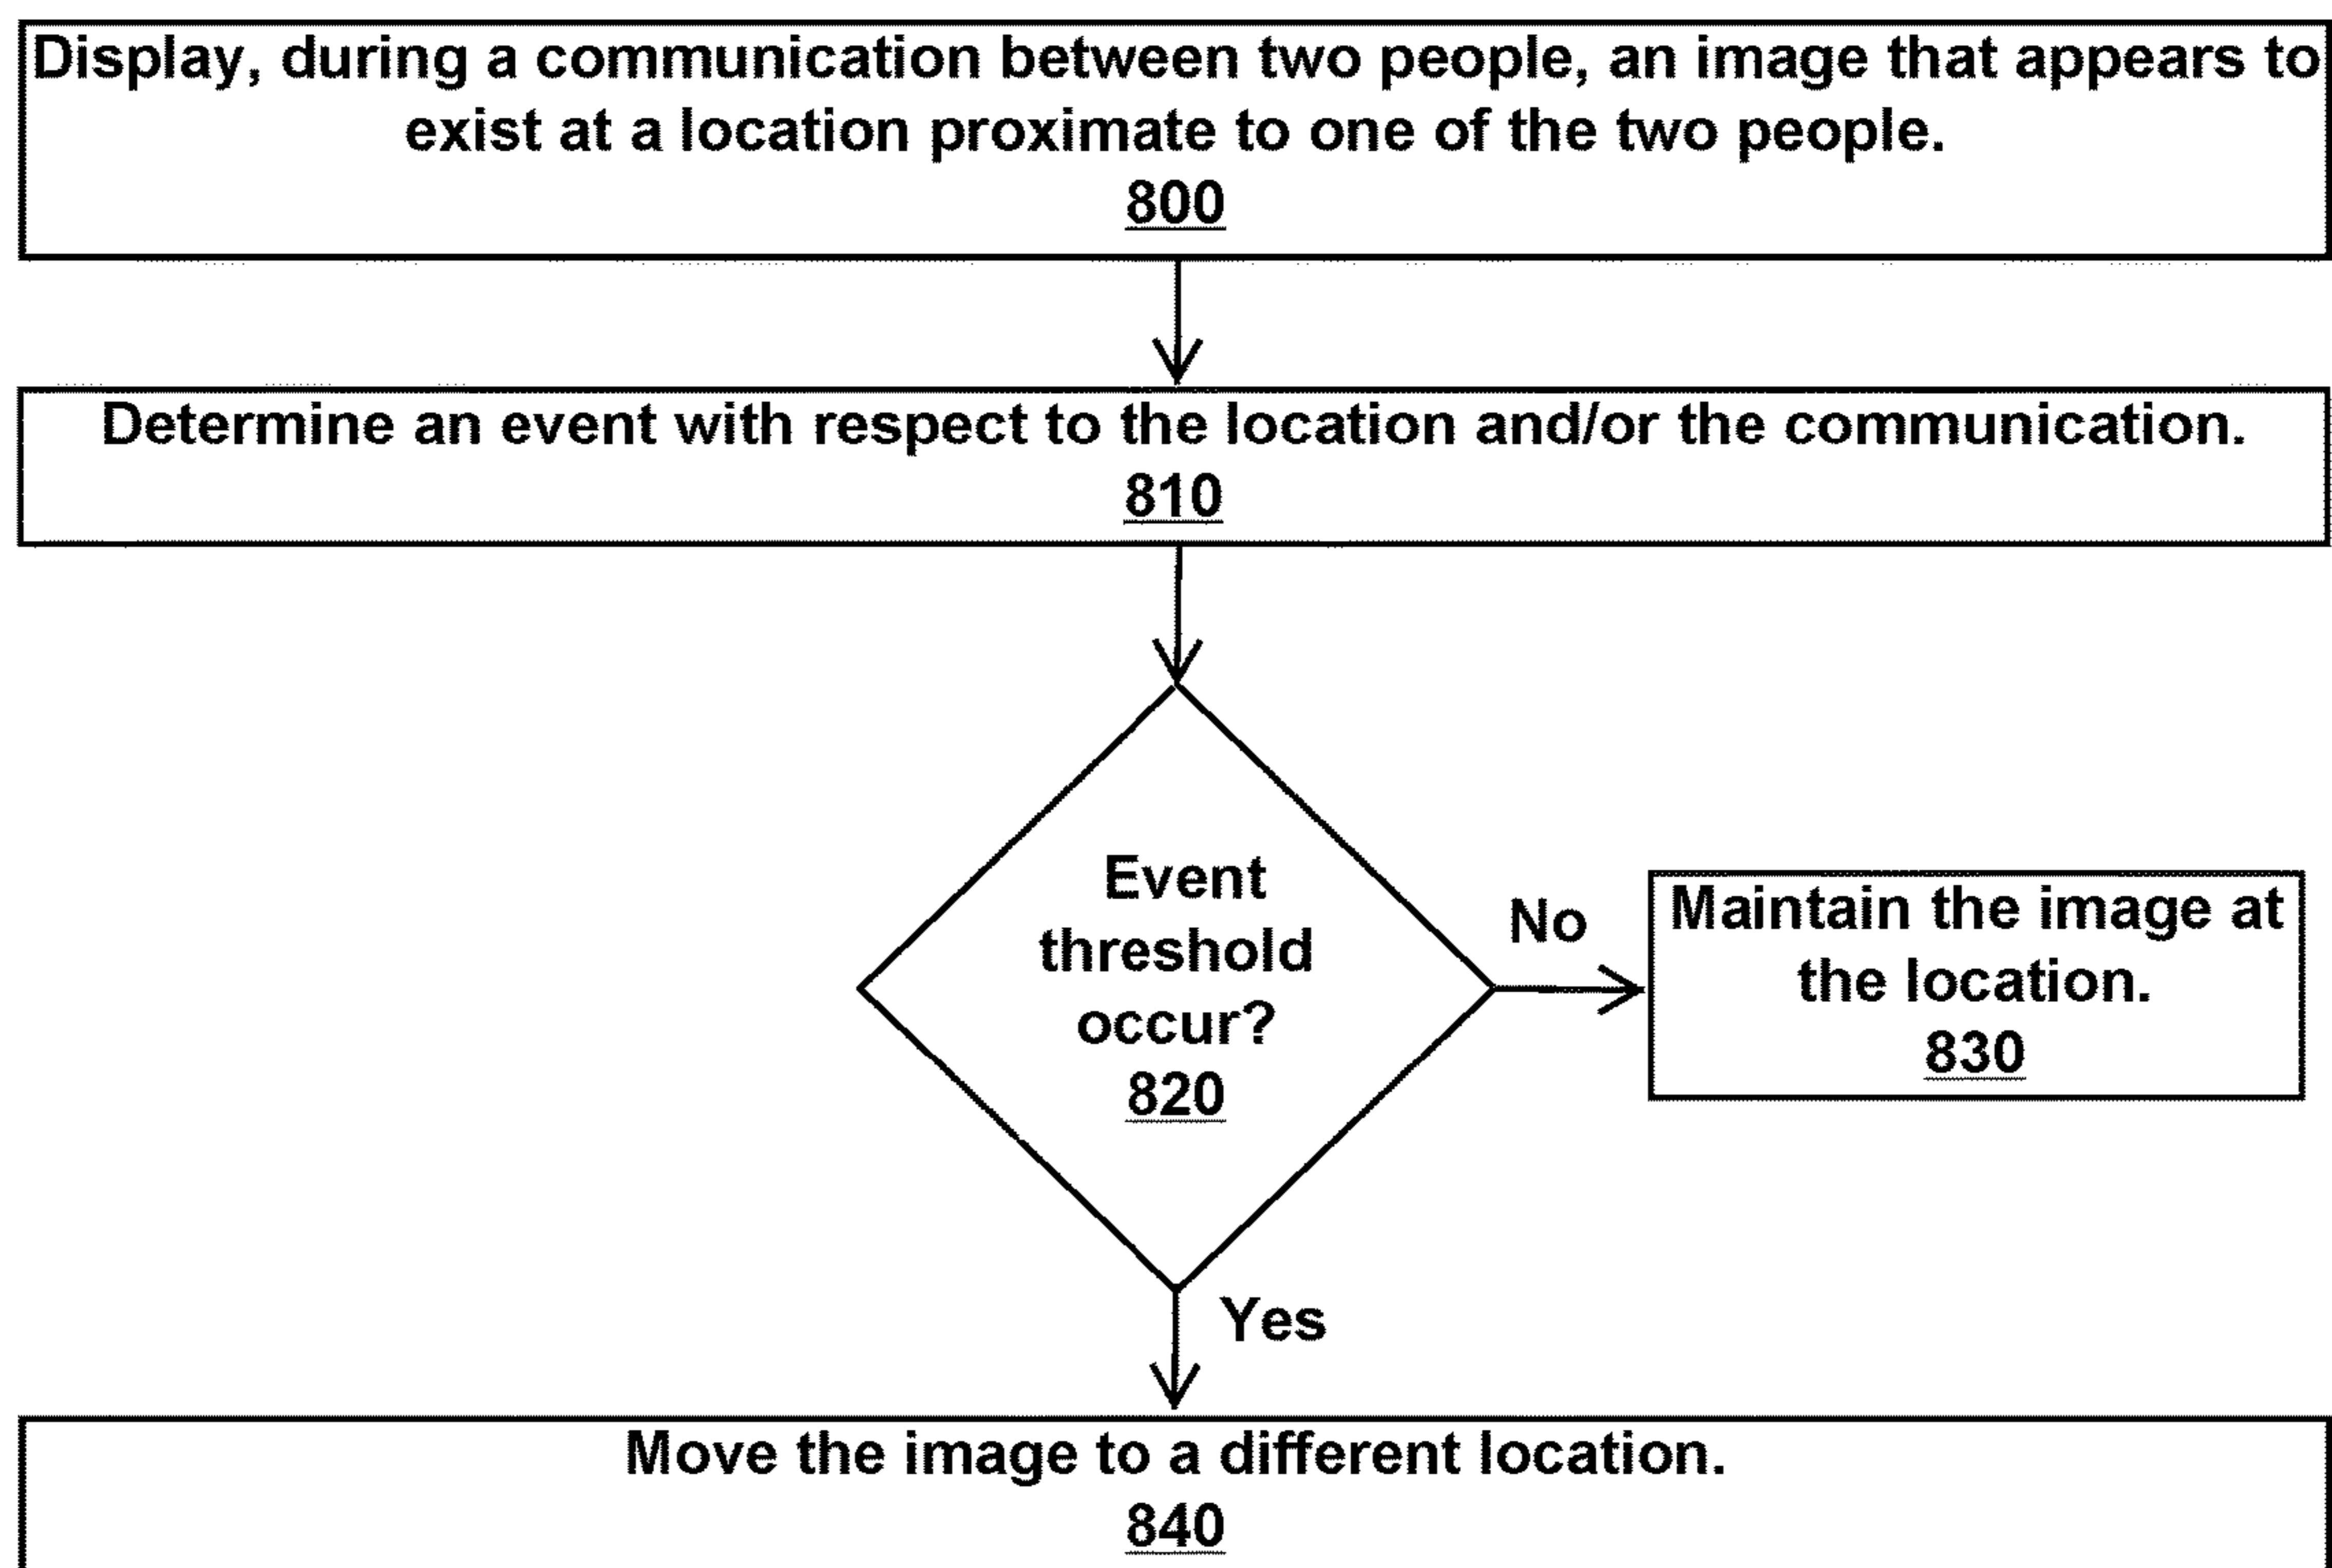 Display, during a communication between two people, an image that appears to
exist at a location proximate to one of the two people.
800
Determine an event with respect to the location and/or the communication.
810
Event
threshold
occur?
820
No
Maintain the image at
the location.
830
Yes
Move the image to a different location.
840